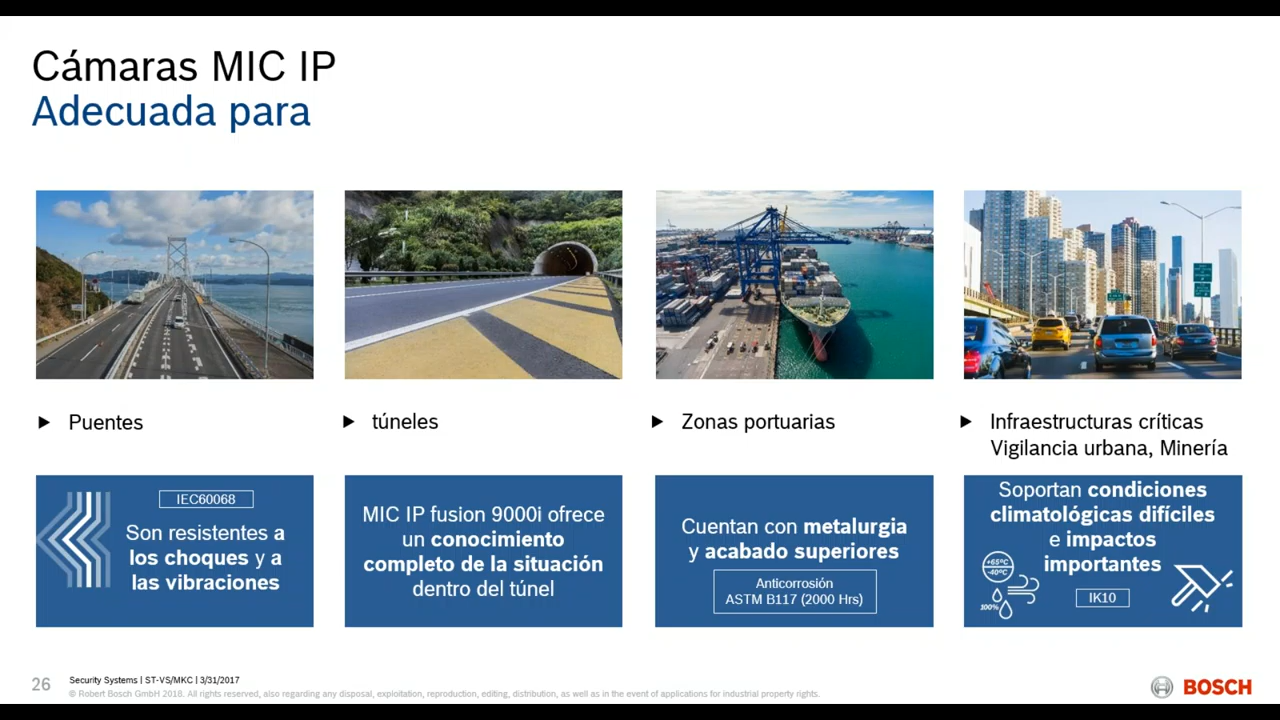 Cámaras MIC IP
Adecuada para
Puentes
túneles
Zonas portuarias
Infraestructuras críticas
Vigilancia urbana, Minería
IEC60068
Son resistentes a
los choques y a
las vibraciones
MIC IP fusion 9000i ofrece
un conocimiento
completo de la situación
dentro del túnel
Cuentan con metalurgia
y acabado superiores
Anticorrosión
ASTM B117 (2000 Hrs)
Soportan condiciones
climatológicas difíciles
e impactos
importantes
+65ºC
-40ºC
100%
IK10
26
Security Systems | ST-VS/MKC | 3/31/2017
© Robert Bosch GmbH 2018. All rights reserved, also regarding any disposal, exploitation, reproduction, editing, distribution, as well as in the event of applications for industrial property rights.
BOSCH